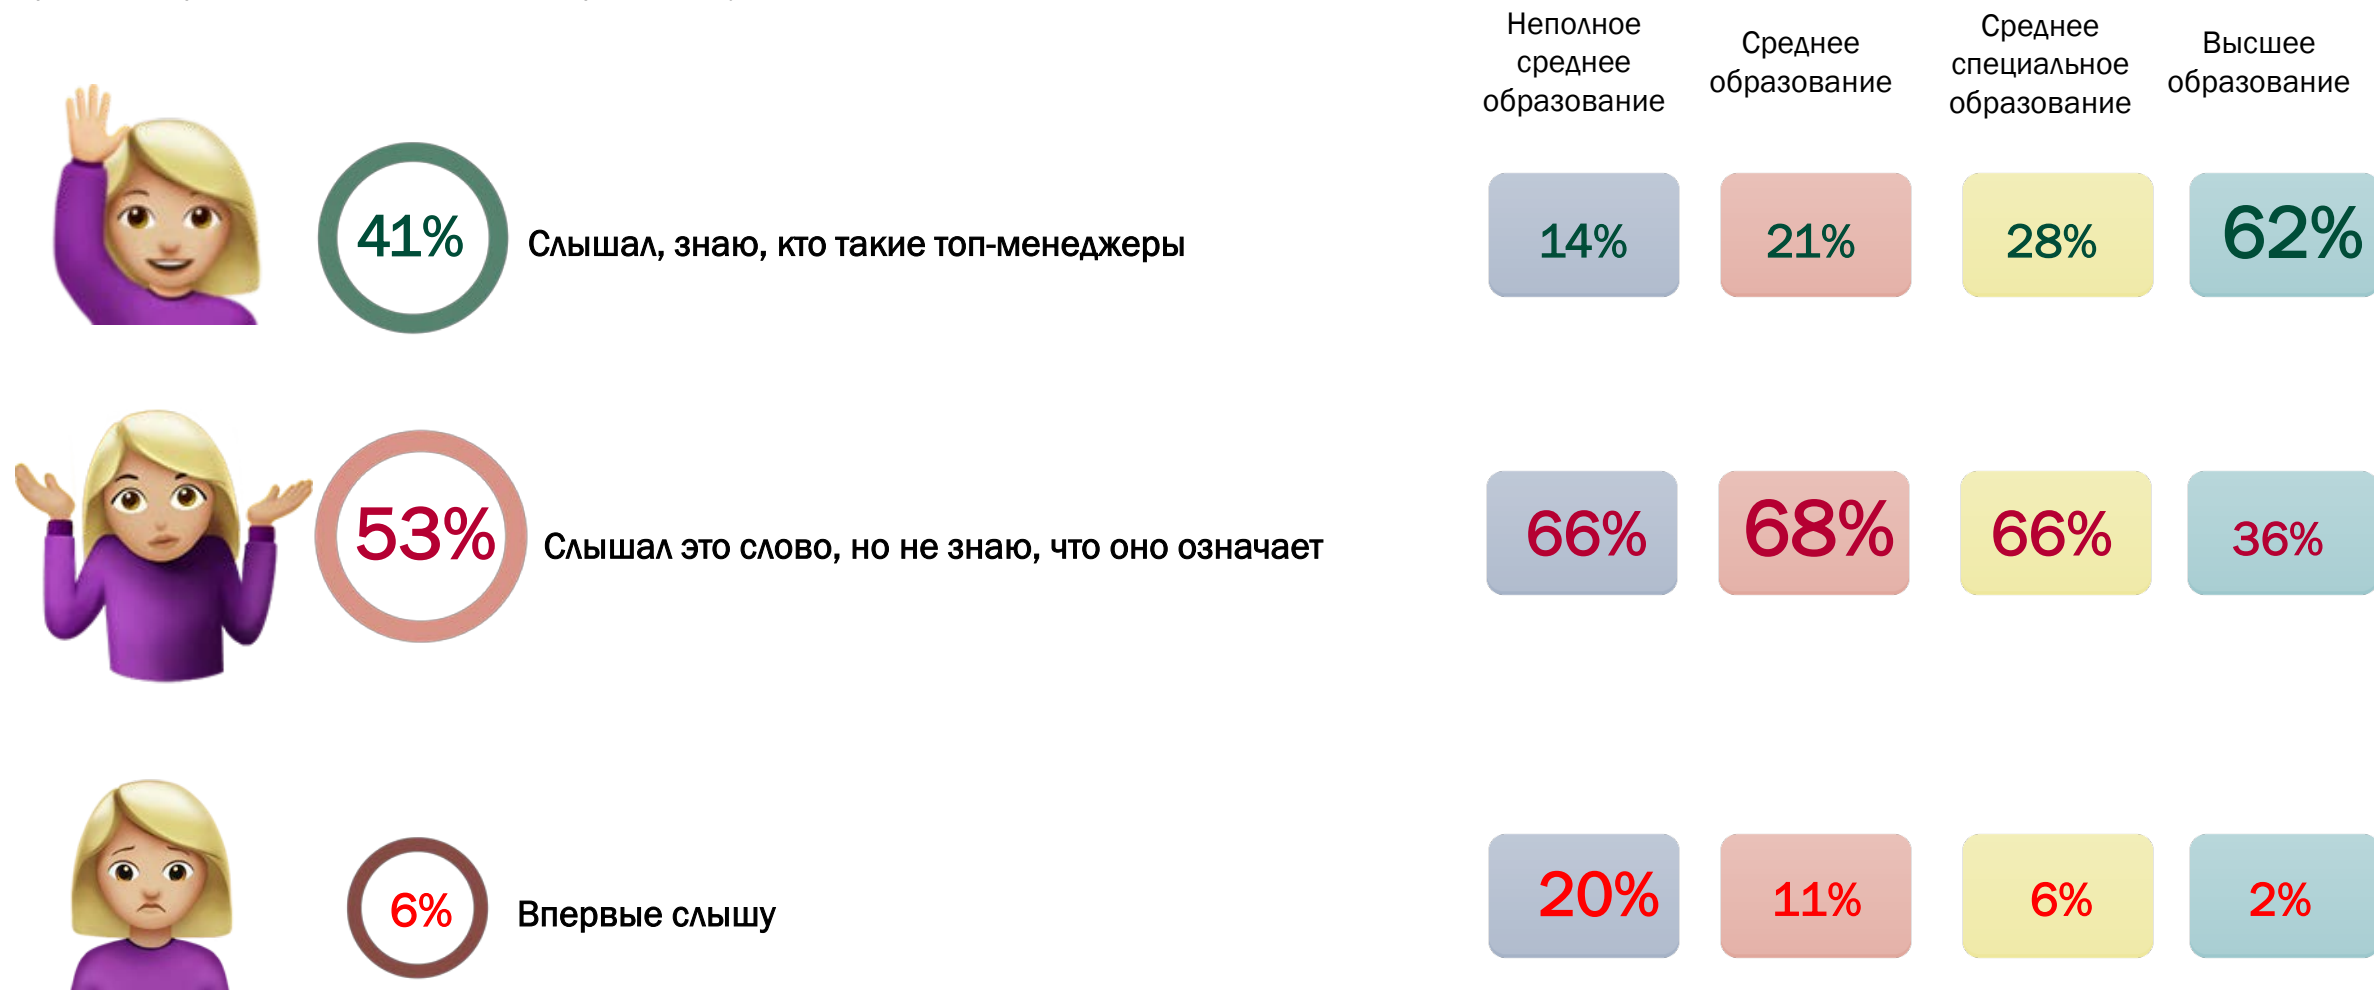 Неполное
среднее
образование
Среднее
образование
Среднее
специальное
образование
Высшее
образование
41%
Слышал, знаю, кто такие топ-менеджеры
14%
21%
28%
62%
53%
Слышал это слово, но не знаю, что оно означает
66%
68%
66%
36%
6%
Впервые слышу
20%
11%
6%
2%